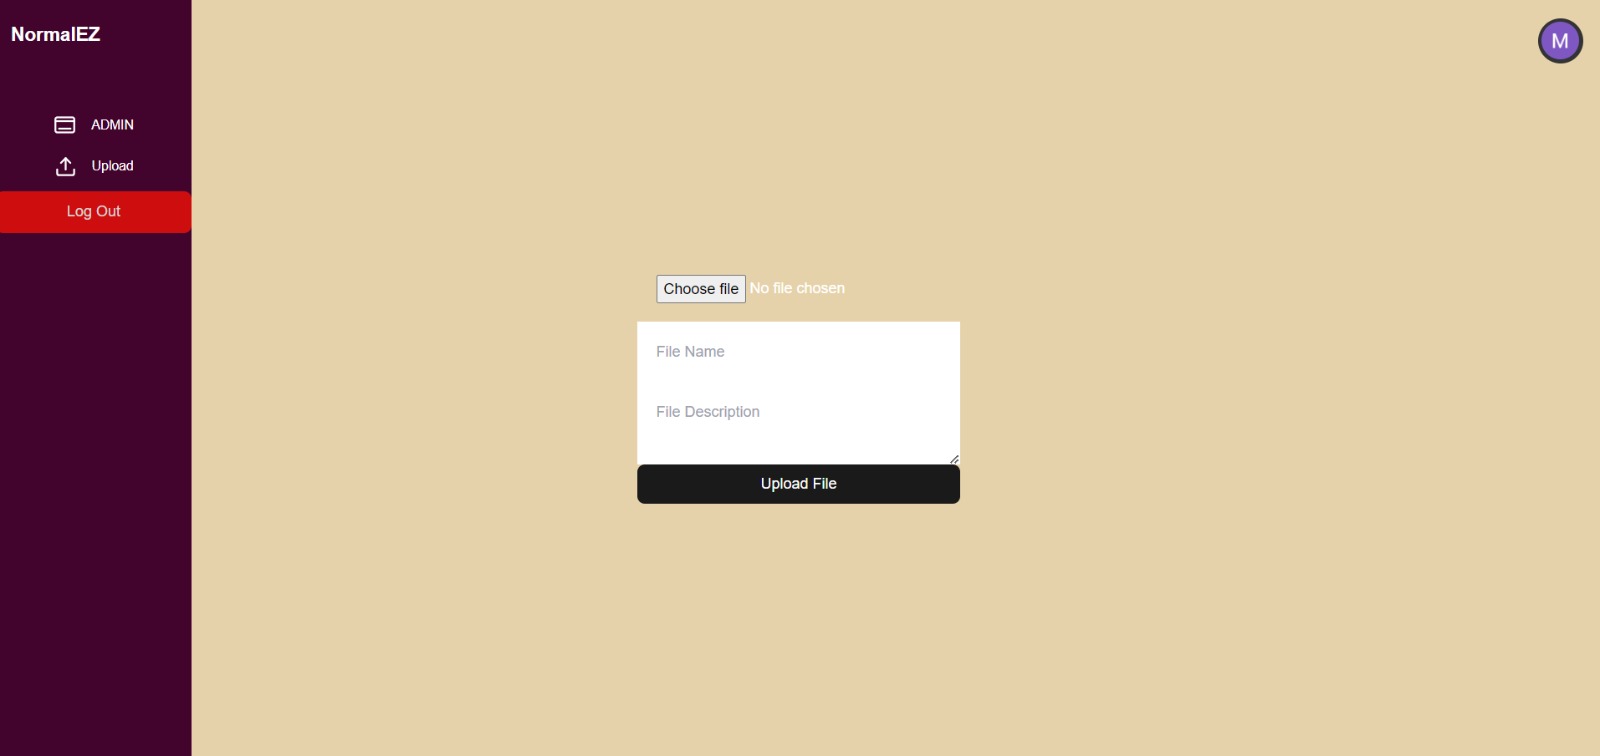 NormalEZ
M
ADMIN
Upload
Log Out
Choose file No file chosen
File Name
File Description
Upload File